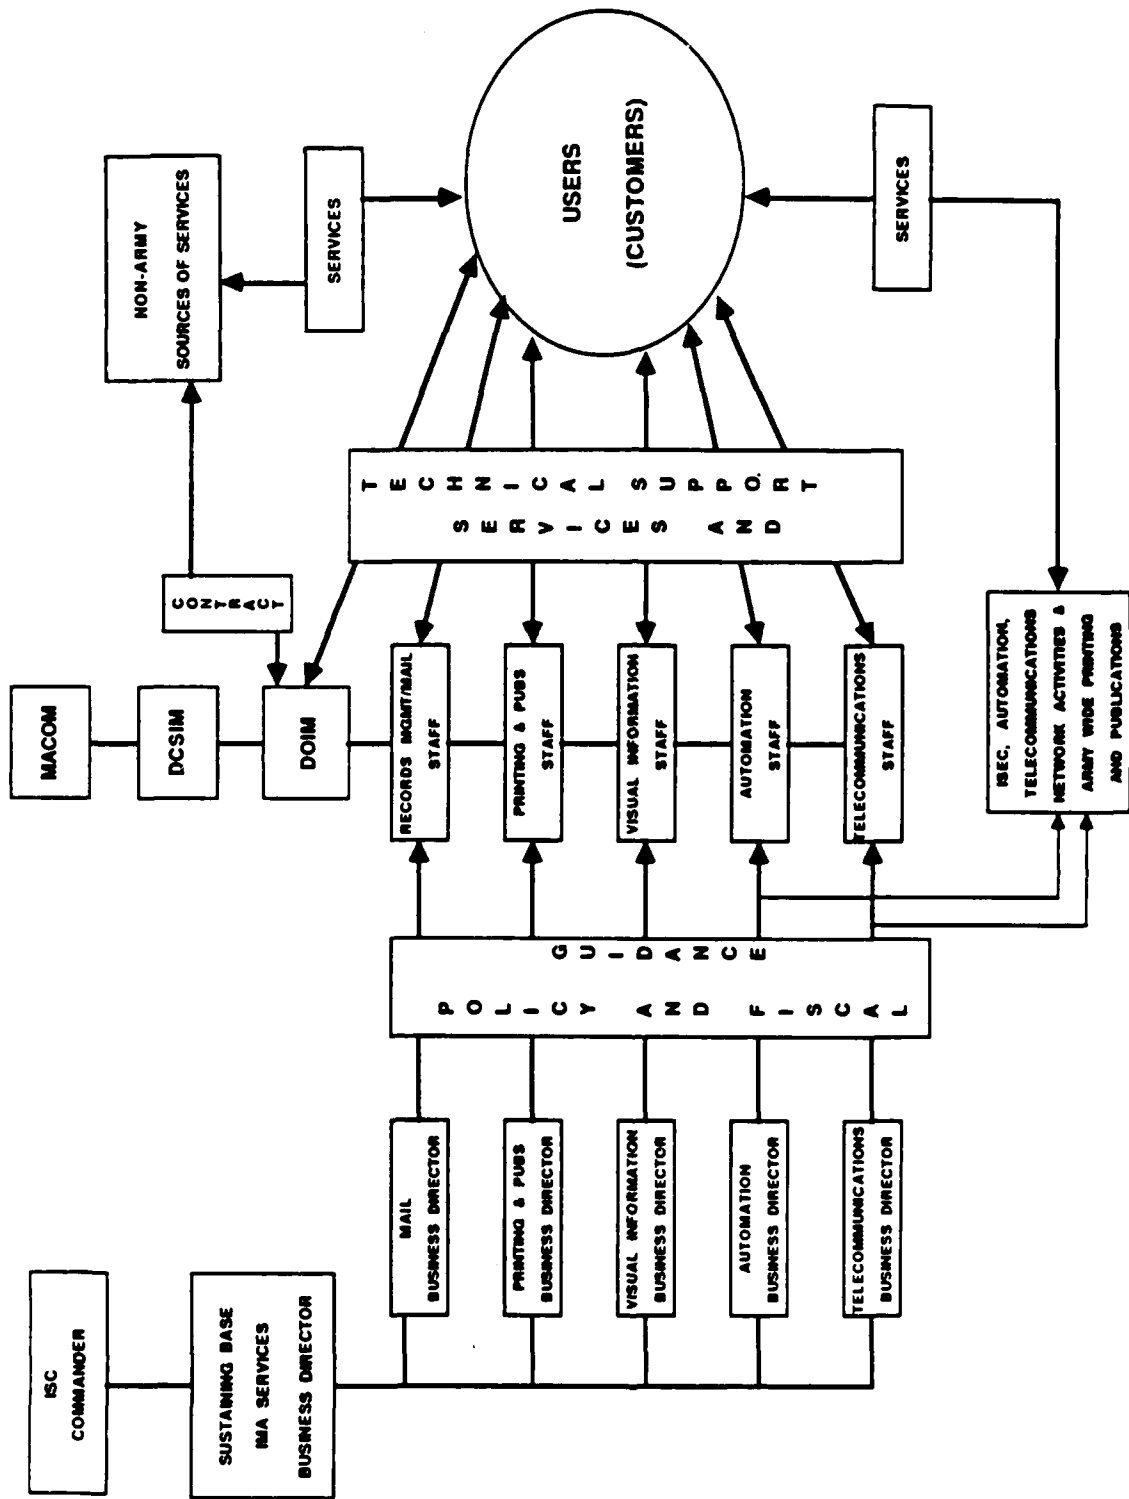 ISC
COMMANDER
SUSTAINING BASE
IMA SERVICES
BUSINESS DIRECTOR
MAIL
BUSINESS DIRECTOR
PRINTING & PUBS
BUSINESS DIRECTOR
VISUAL INFORMATION
BUSINESS DIRECTOR
AUTOMATION
BUSINESS DIRECTOR
TELECOMMUNICATIONS
BUSINESS DIRECTOR
POLICY AND FISCAL
GUIDANCE
MACOM
DCSIM
DOIM
RECORDS MGMT/MAIL
STAFF
PRINTING & PUBS
STAFF
VISUAL INFORMATION
STAFF
AUTOMATION
STAFF
TELECOMMUNICATIONS
STAFF
ISEC, AUTOMATION,
TELECOMMUNICATIONS
NETWORK ACTIVITIES &
ARMY WIDE PRINTING
AND PUBLICATIONS
CONTRACT
SERVICES AND
TECHNICAL SUPPORT
NON-ARMY
SOURCES OF SERVICES
SERVICES
USERS
(CUSTOMERS)
SERVICES